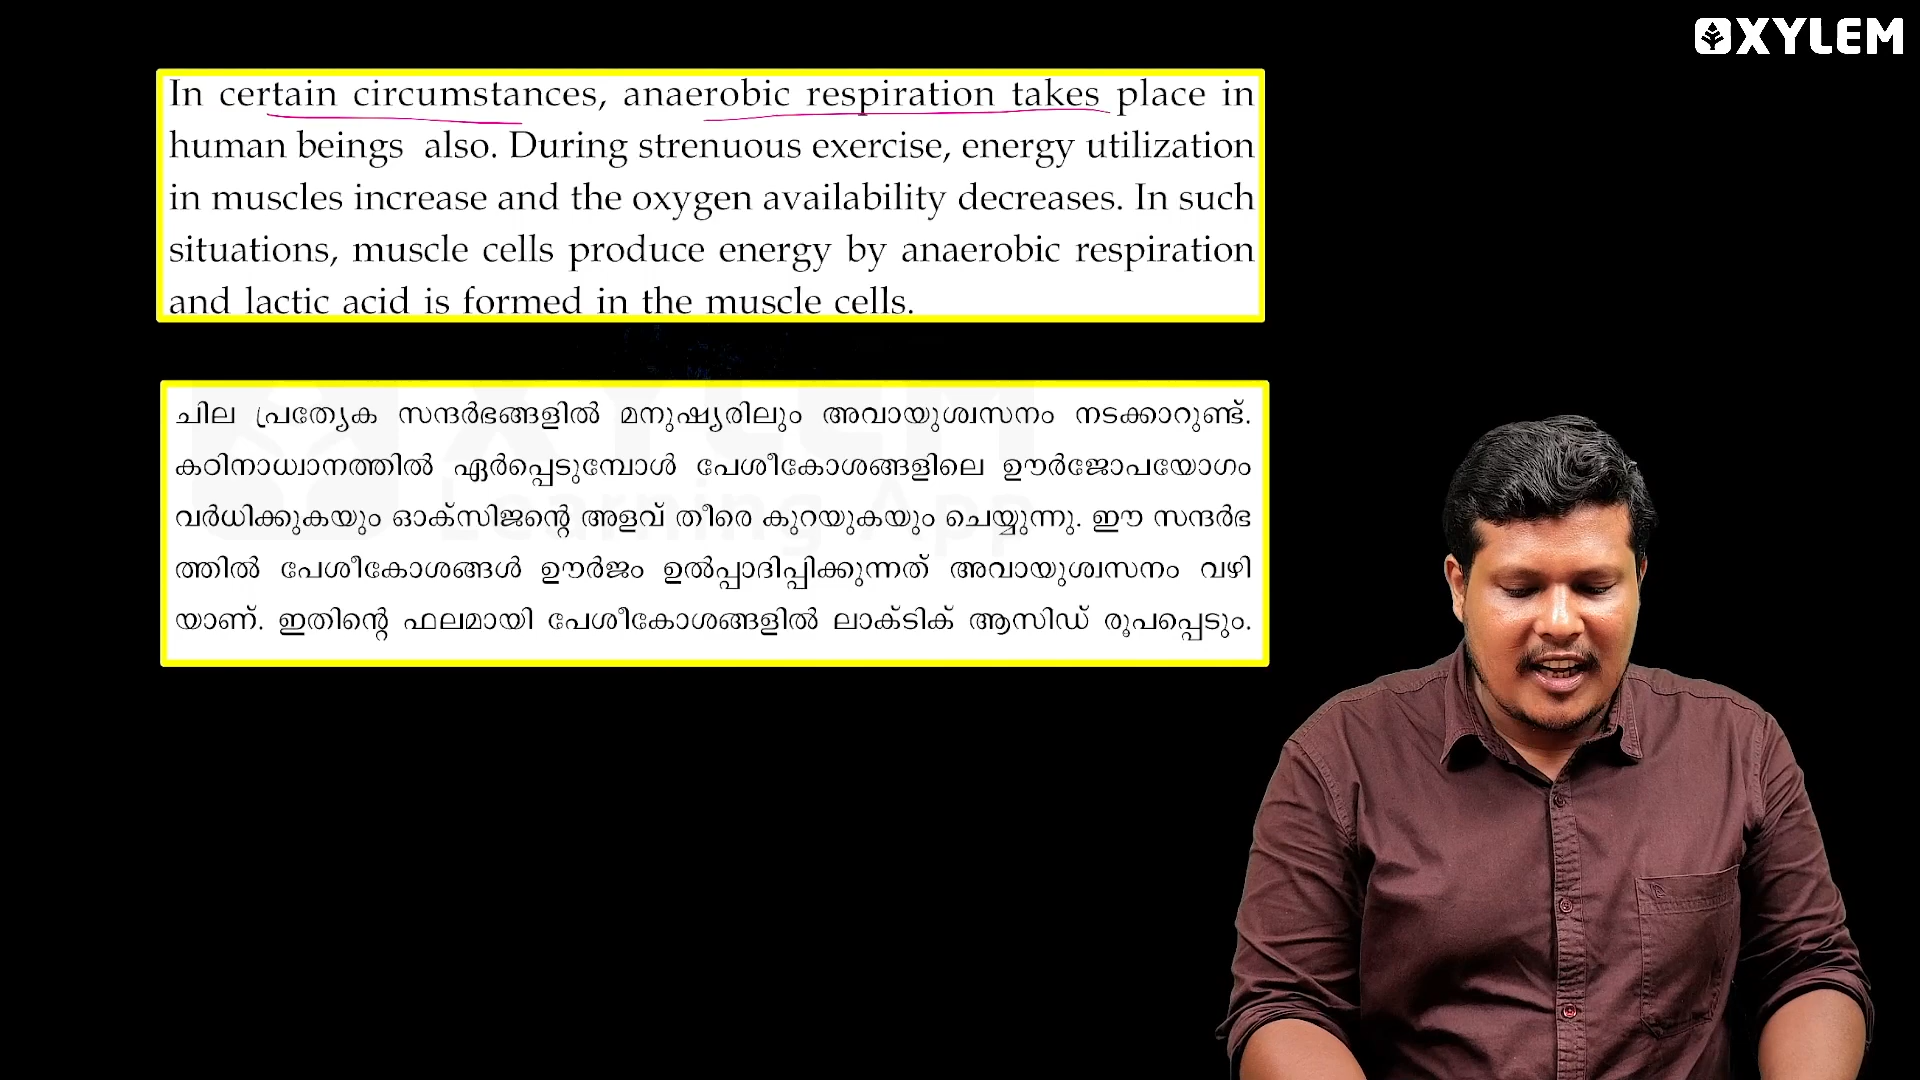 XYLEM
In certain circumstances, anaerobic respiration takes place in
human beings also. During strenuous exercise, energy utilization
in muscles increase and the oxygen availability decreases. In such
situations, muscle cells produce energy by anaerobic respiration
and lactic acid is formed in the muscle cells.
ചില പ്രത്യേക സന്ദർഭങ്ങളിൽ മനുഷ്യരിലും അവായുശ്വസനം നടക്കാറുണ്ട്.
കഠിനാധ്വാനത്തിൽ ഏർപ്പെടുമ്പോൾ പേശീകോശങ്ങളിലെ ഊർജോപയോഗം
വർധിക്കുകയും ഓക്സിജന്റെ അളവ് തീരെ കുറയുകയും ചെയ്യുന്നു. ഈ സന്ദർഭ
ത്തിൽ പേശീകോശങ്ങൾ ഊർജം ഉൽപ്പാദിപ്പിക്കുന്നത് അവായുശ്വസനം വഴി
യാണ്. ഇതിന്റെ ഫലമായി പേശീകോശങ്ങളിൽ ലാക്ടിക് ആസിഡ് രൂപപ്പെടും.
XYLEM
Learning App